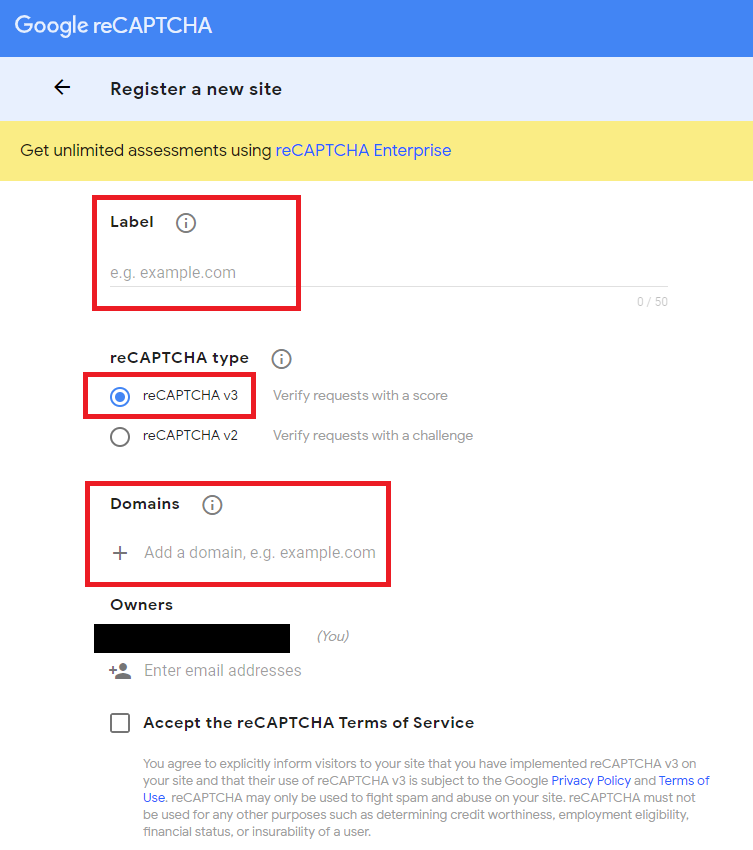 Google reCAPTCHA
Register a new site
Get unlimited assessments using reCAPTCHA Enterprise
Label
e.g. example.com
0 / 50
reCAPTCHA type
reCAPTCHA v3 Verify requests with a score
reCAPTCHA v2 Verify requests with a challenge
Domains
Add a domain, e.g. example.com
Owners
(You)
Enter email addresses
Accept the reCAPTCHA Terms of Service
You agree to explicitly inform visitors to your site that you have implemented reCAPTCHA v3 on
your site and that their use of reCAPTCHA v3 is subject to the Google Privacy Policy and Terms of
Use. reCAPTCHA may only be used to fight spam and abuse on your site. reCAPTCHA must not
be used for any other purposes such as determining credit worthiness, employment eligibility,
financial status, or insurability of a user.